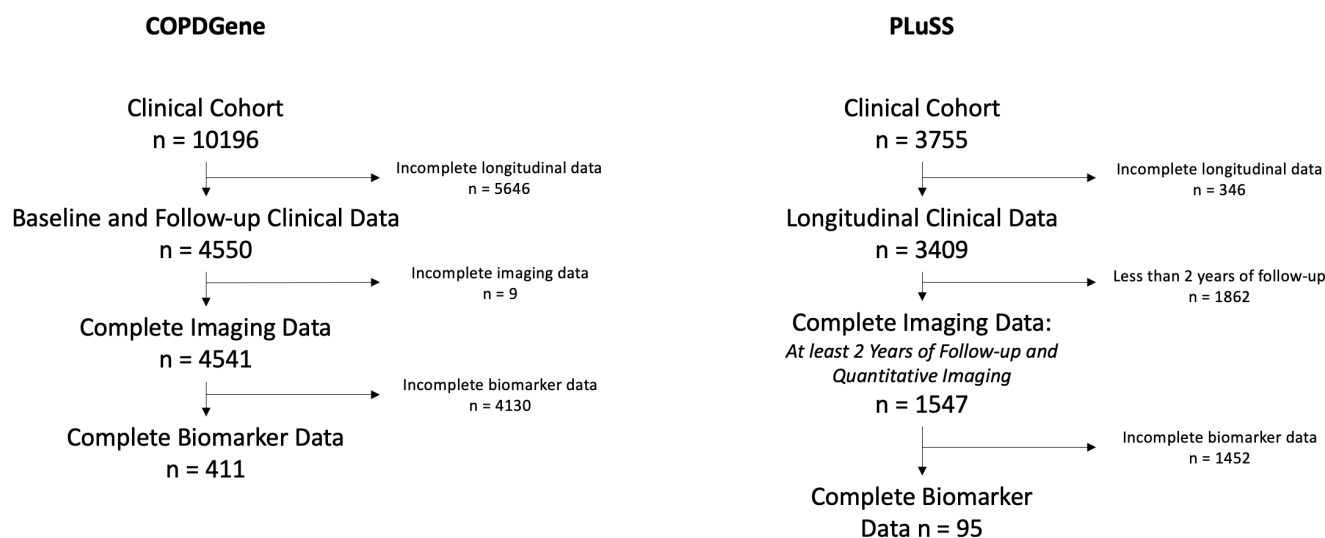 COPDGene
Clinical Cohort
n = 10196
Incomplete longitudinal data
n = 5646
Baseline and Follow-up Clinical Data
n = 4550
Incomplete imaging data
n = 9
Complete Imaging Data
n = 4541
Incomplete biomarker data
n = 4130
Complete Biomarker Data
n = 411
PLuSS
Clinical Cohort
n = 3755
Incomplete longitudinal data
n = 346
Longitudinal Clinical Data
n = 3409
Less than 2 years of follow-up
n = 1862
Complete Imaging Data:
At least 2 Years of Follow-up and
Quantitative Imaging
n = 1547
Incomplete biomarker data
n = 1452
Complete Biomarker
Data n = 95